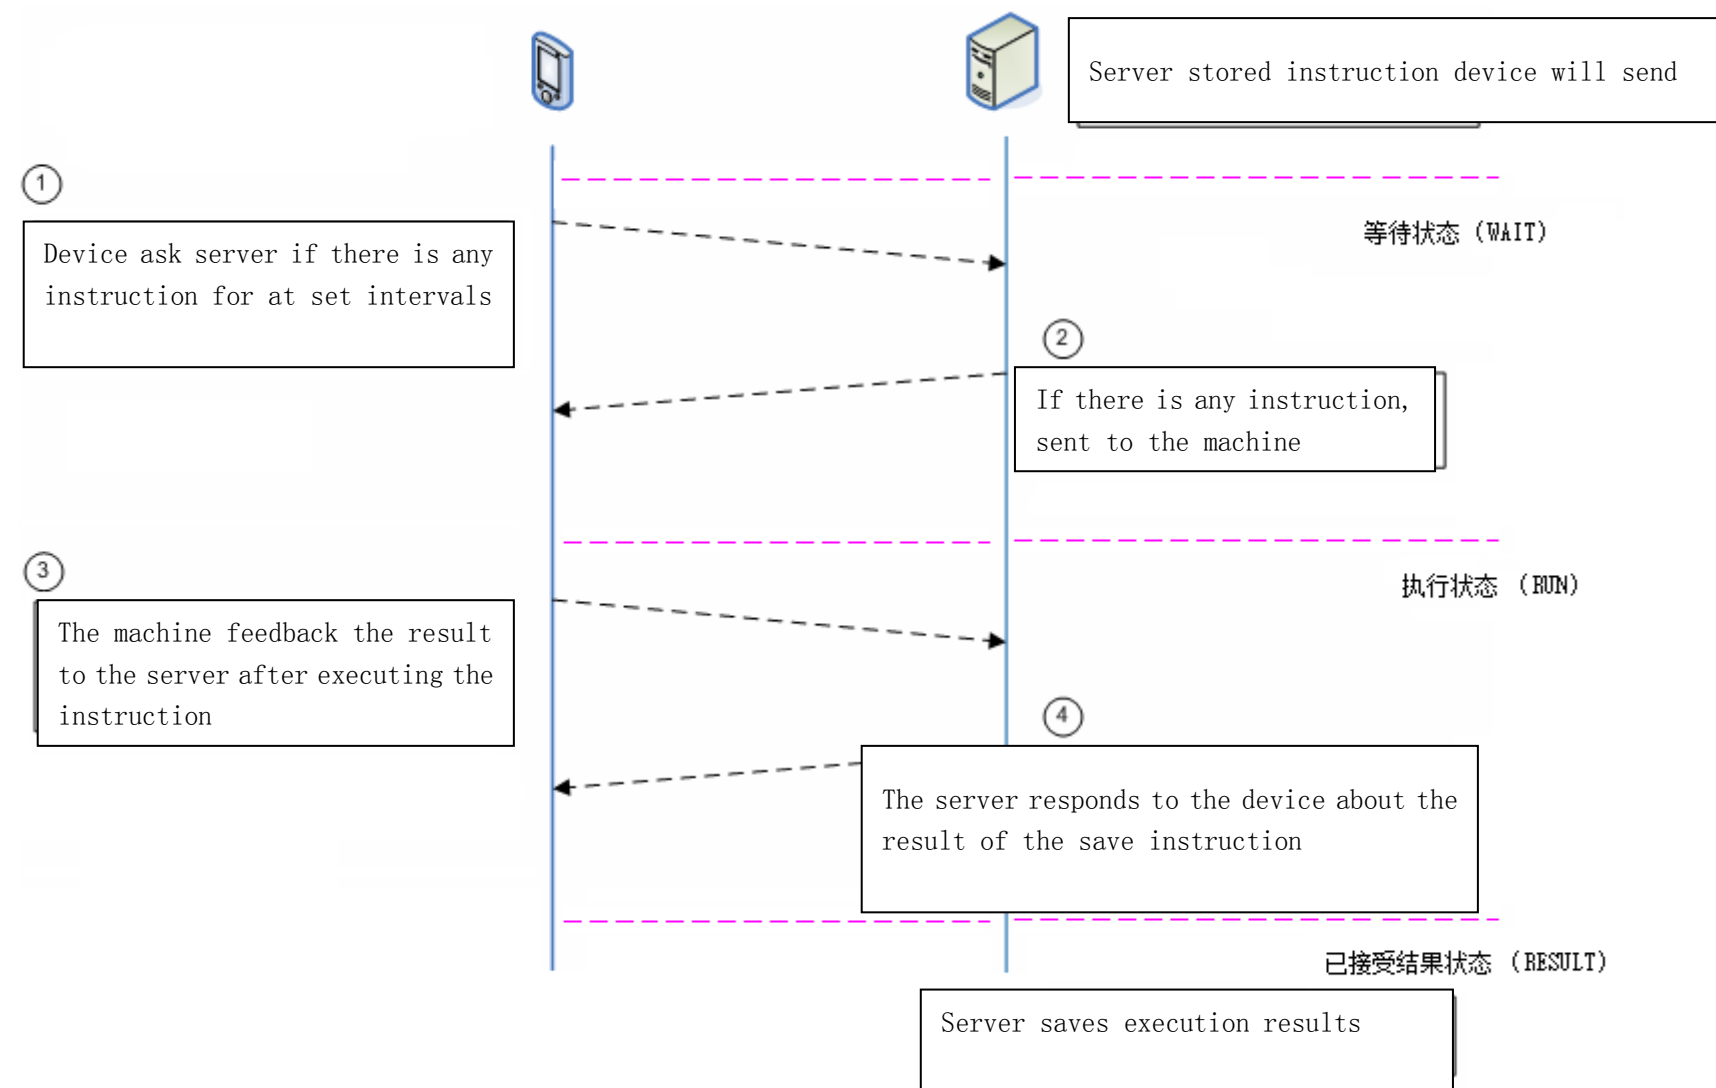 Server stored instruction device will send
1
Device ask server if there is any
instruction for at set intervals
等待状态（WAIT）
2
If there is any instruction,
sent to the machine
3
执行状态 （RUN）
The machine feedback the result
to the server after executing the
instruction
4
The server responds to the device about the
result of the save instruction
已接受结果状态 （RESULT）
Server saves execution results